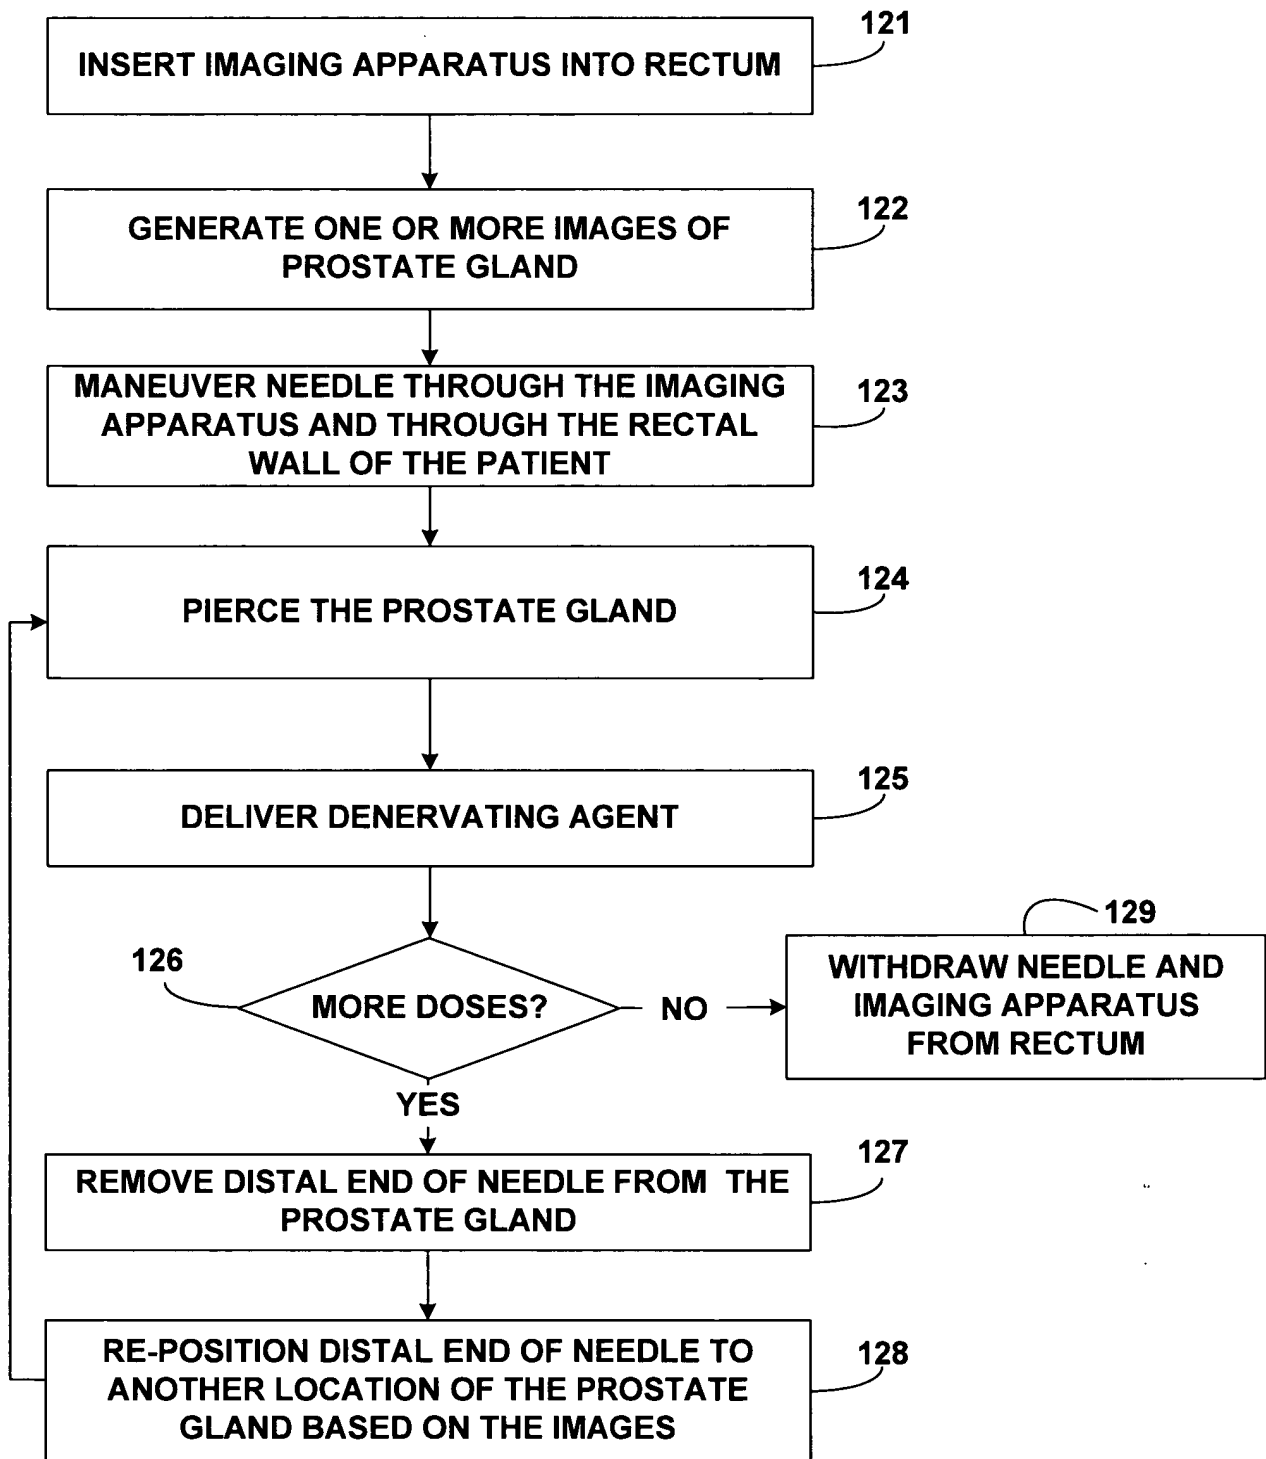 121
INSERT IMAGING APPARATUS INTO RECTUM
122
GENERATE ONE OR MORE IMAGES OF
PROSTATE GLAND
123
MANEUVER NEEDLE THROUGH THE IMAGING
APPARATUS AND THROUGH THE RECTAL
WALL OF THE PATIENT
124
PIERCE THE PROSTATE GLAND
125
DELIVER DENERVATING AGENT
126
MORE DOSES?
NO
129
WITHDRAW NEEDLE AND
IMAGING APPARATUS
FROM RECTUM
YES
127
REMOVE DISTAL END OF NEEDLE FROM THE
PROSTATE GLAND
128
RE-POSITION DISTAL END OF NEEDLE TO
ANOTHER LOCATION OF THE PROSTATE
GLAND BASED ON THE IMAGES